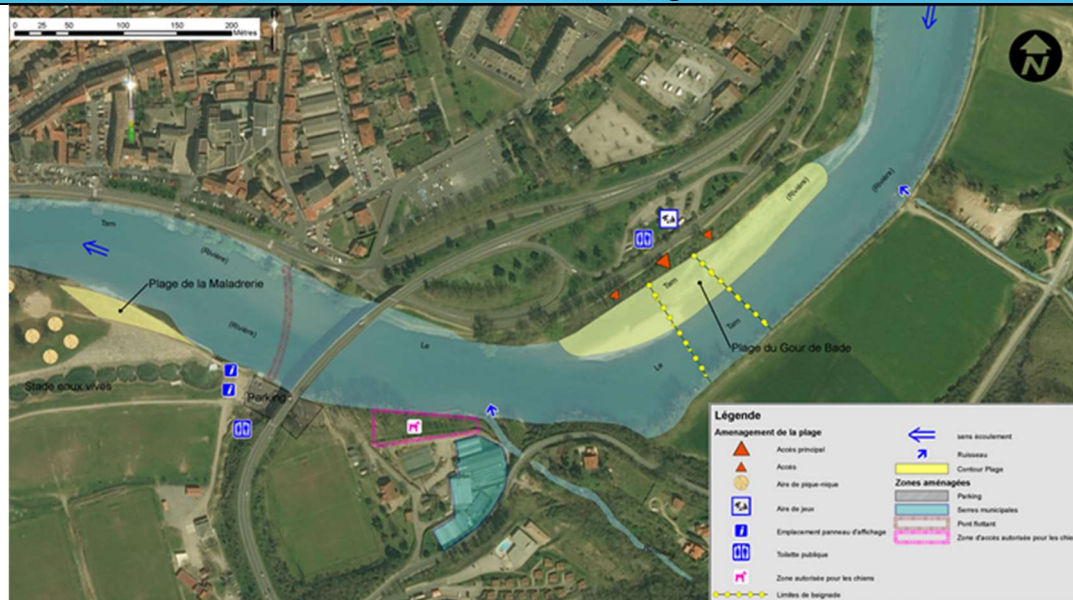 0 25 50 100 150 200
Mètres
N
Tarn
(Rivière)
(Rivière)
(Rivière)
Plage de la Maladrerie
Tarn
(Rivière)
Le
Tarn
Plage du Gour de Bade
Le
Stade eaux vives
Parking
Légende
Amenagement de la plage
Accès principal
Accès
Aire de pique-nique
Aire de jeux
Emplacement panneau d'affichage
Toilette publique
Zone autorisée pour les chiens
Limites de baignade
sens écoulement
Ruisseau
Contour Plage
Zones aménagées
Parking
Serres municipales
Pont flottant
Zone d'accès autorisée pour les chie